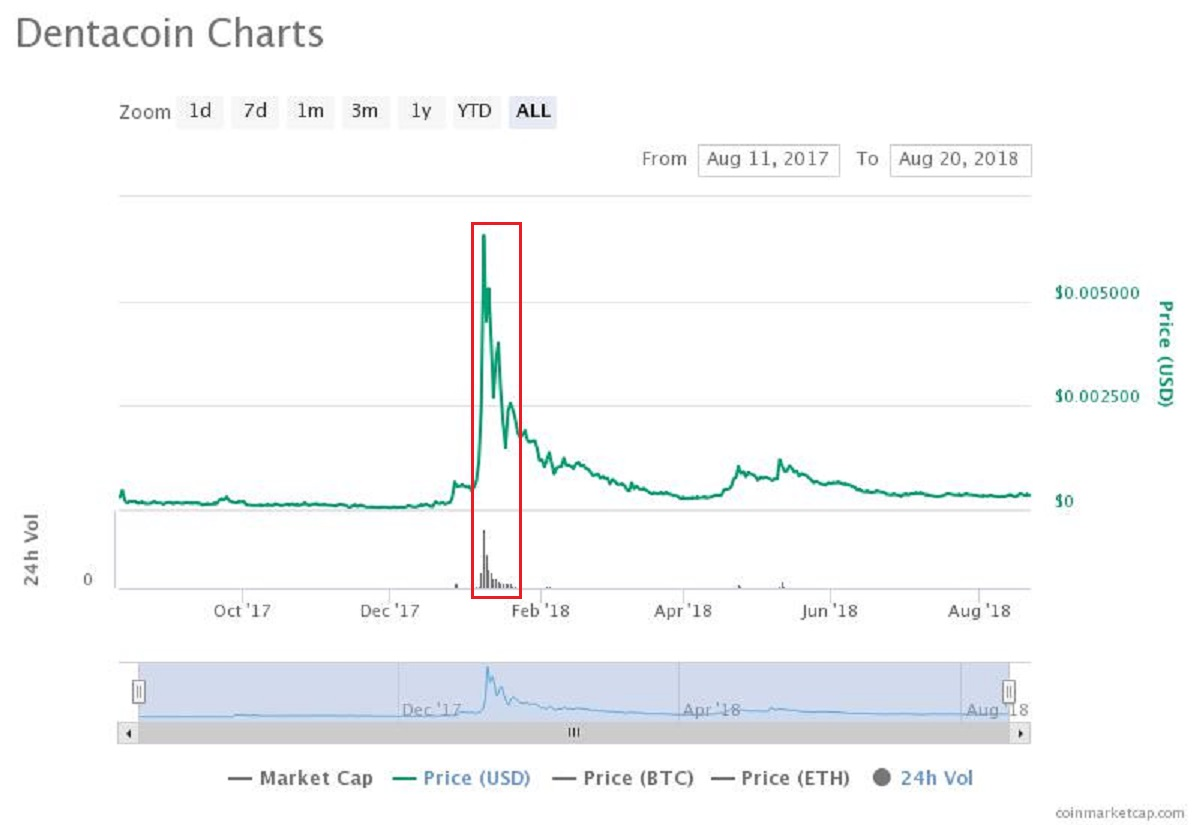 Dentacoin Charts
Zoom 1d 7d 1m 3m 1y YTD ALL
From Aug 11, 2017 To Aug 20, 2018
$0.005000
$0.002500
$0
Price (USD)
24h Vol
0
Oct '17 Dec '17 Feb '18 Apr '18 Jun '18 Aug '18
Dec '17 Apr '18 Aug '18
Market Cap Price (USD) Price (BTC) Price (ETH) 24h Vol
coinmarketcap.com